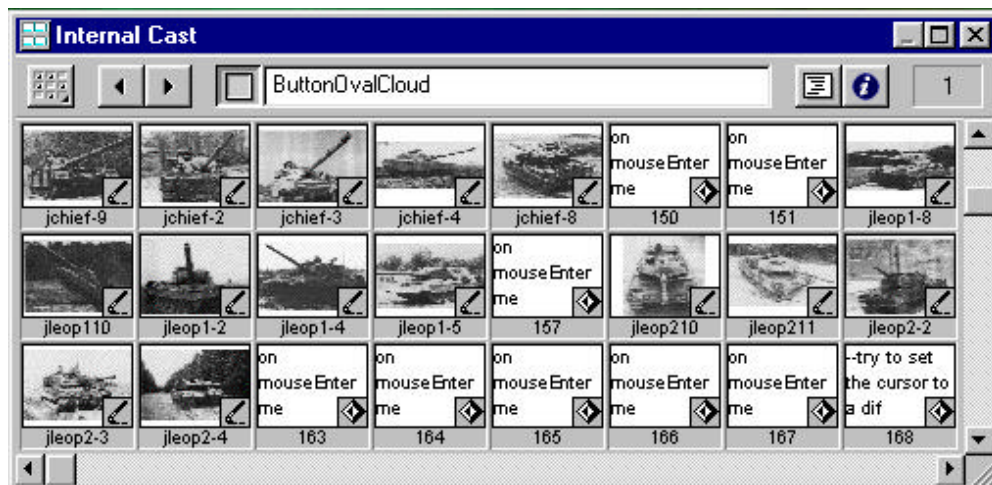 Internal Cast
ButtonOvalCloud
1
on
mouseEnter
me
on
mouseEnter
me
jchief-9
jchief-2
jchief-3
jchief-4
jchief-8
150
151
jleop1-8
on
mouseEnter
me
jleop110
jleop1-2
jleop1-4
jleop1-5
157
jleop210
jleop211
jleop2-2
on
mouseEnter
me
on
mouseEnter
me
on
mouseEnter
me
on
mouseEnter
me
on
mouseEnter
me
--try to set
the cursor to
a dif
jleop2-3
jleop2-4
163
164
165
166
167
168